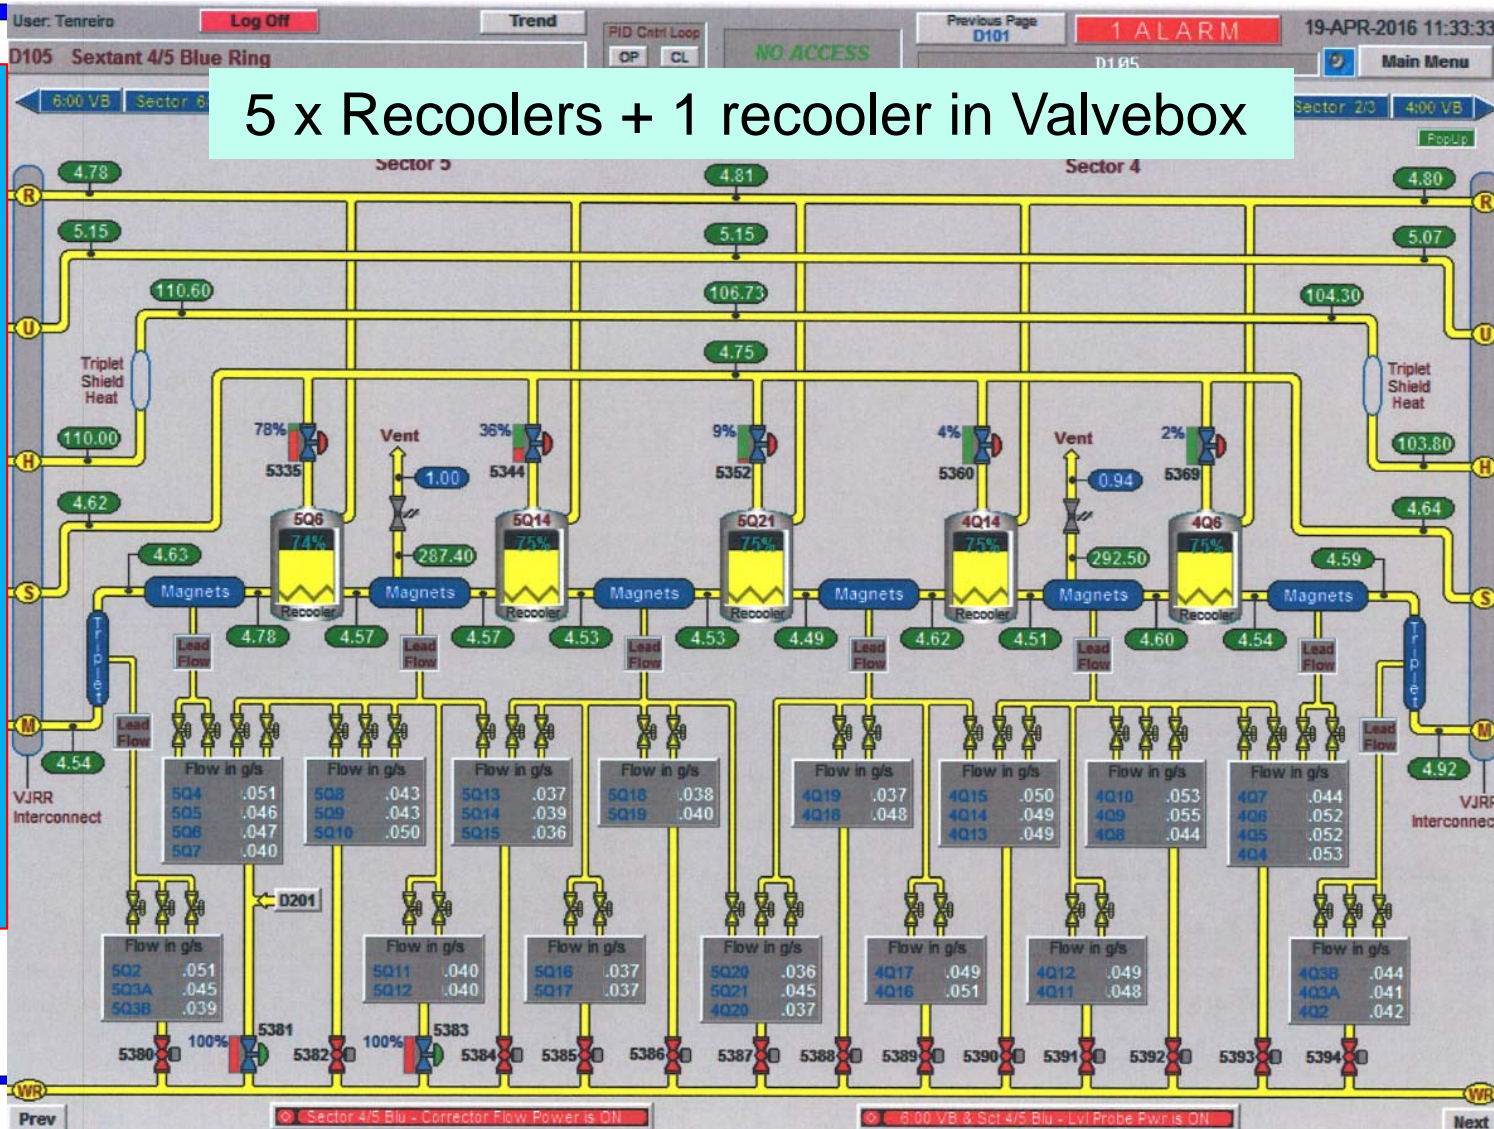 User: Tenreiro
Log Off
Trend
PID Cntrl Loop
OP CL
NO ACCESS
Previous Page
D101
1 ALARM
19-APR-2016 11:33:33
D105 Sextant 4/5 Blue Ring
D105
Main Menu
6:00 VB Sector 6
5 x Recoolers + 1 recooler in Valvebox
Sector 2/3 4:00 VB
PopUp
Sector 5
Sector 4
4.78 4.81 4.80
R R
5.15 5.15 5.07
110.60 106.73 104.30
U U
4.75
Triplet
Shield
Heat
Triplet
Shield
Heat
78% 36% 9% 4% 2%
110.00 Vent Vent 103.80
H H
5335 5344 5352 5360 5369
1.00 0.94
4.62 4.64
5Q6 5Q14 5Q21 4Q14 4Q6
74% 75% 75% 75% 75%
4.63 287.40 292.50 4.59
S Magnets Magnets Magnets Magnets Magnets Magnets S
Recooler Recooler Recooler Recooler Recooler
4.78 4.57 4.57 4.53 4.53 4.49 4.62 4.51 4.60 4.54
Triplet Triplet
Lead Flow Lead Flow Lead Flow Lead Flow Lead Flow Lead Flow
M Lead Flow Lead Flow M
4.54 4.92
VJRR
Interconnect
VJRR
Interconnec
Flow in g/s
5Q4 .051
5Q5 .046
5Q6 .047
5Q7 .040
Flow in g/s
5Q8 .043
5Q9 .043
5Q10 .050
Flow in g/s
5Q13 .037
5Q14 .039
5Q15 .036
Flow in g/s
5Q18 .038
5Q19 .040
Flow in g/s
4Q19 .037
4Q18 .048
Flow in g/s
4Q15 .050
4Q14 .049
4Q13 .049
Flow in g/s
4Q10 .053
4Q9 .055
4Q8 .044
Flow in g/s
4Q7 .044
4Q6 .052
4Q5 .052
4Q4 .053
D201
Flow in g/s
5Q2 .051
5Q3A .045
5Q3B .039
Flow in g/s
5Q11 .040
5Q12 .040
Flow in g/s
5Q16 .037
5Q17 .037
Flow in g/s
5Q20 .036
5Q21 .045
4Q20 .037
Flow in g/s
4Q17 .049
4Q16 .051
Flow in g/s
4Q12 .049
4Q11 .048
Flow in g/s
4Q3B .044
4Q3A .041
4Q2 .042
5380 100% 5381 5382 100% 5383 5384 5385 5386 5387 5388 5389 5390 5391 5392 5393 5394
WR WR
Prev
Sector 4/5 Blu - Corrector Flow Power is ON
6:00 VB & Sct 4/5 Blu - Lvl Probe Pwr is ON
Next